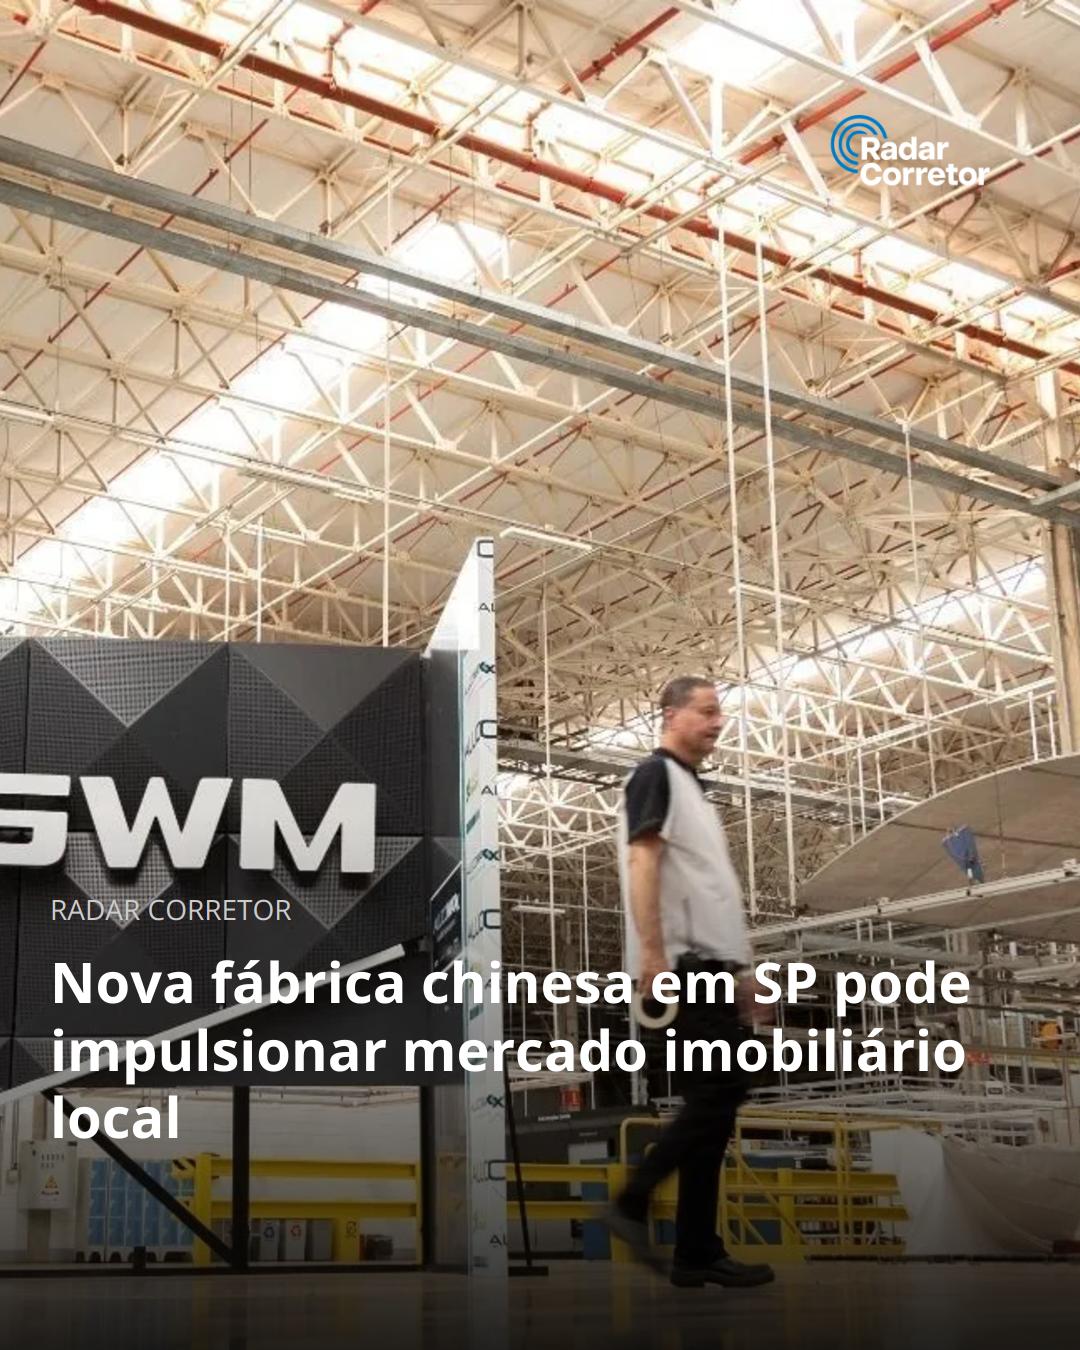 Radar
Corretor
GWM
RADAR CORRETOR
Nova fábrica chinesa em SP pode
impulsionar mercado imobiliário
local